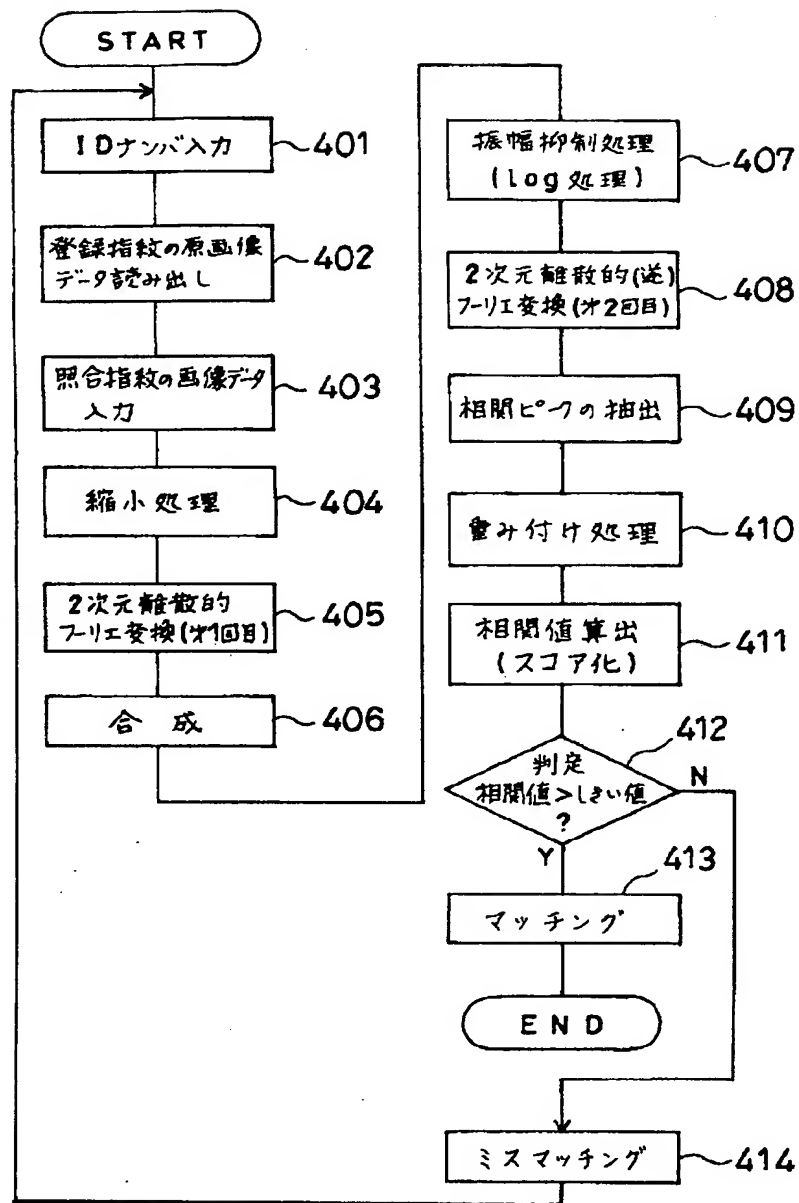 START
IDナンバ入力
401
登録指紋の原画像
データ読み出し
402
照合指紋の画像データ
入力
403
縮小処理
404
2次元離散的
フーリエ変換(才1回目)
405
合成
406
振幅抑制処理
(log処理)
407
2次元離散的(逆)
フーリエ変換(才2回目)
408
相関ピークの抽出
409
重み付け処理
410
相関値算出
(スコア化)
411
412
判定
相関値>しきい値
?
N
Y
413
マッチング
END
ミスマッチング
414